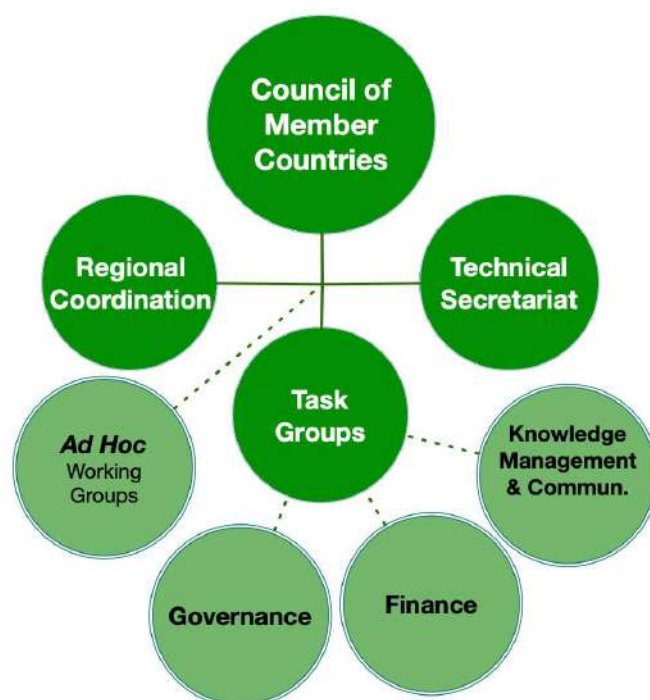 Council of
Member
Countries
Regional
Coordination
Technical
Secretariat
Task
Groups
Ad Hoc
Working
Groups
Knowledge
Management
& Commun.
Governance
Finance